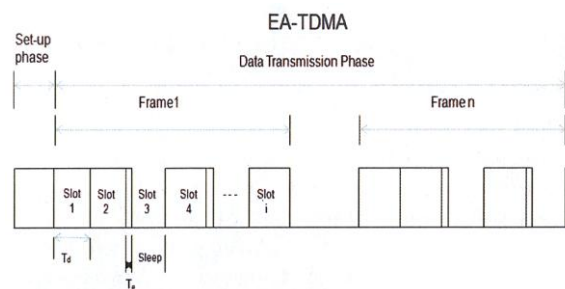 EA-TDMA
Set-up
phase
Data Transmission Phase
Frame1
Frame n
Slot
1
Slot
2
Slot
3
Slot
4
---
Slot
i
Td
Sleep
Te